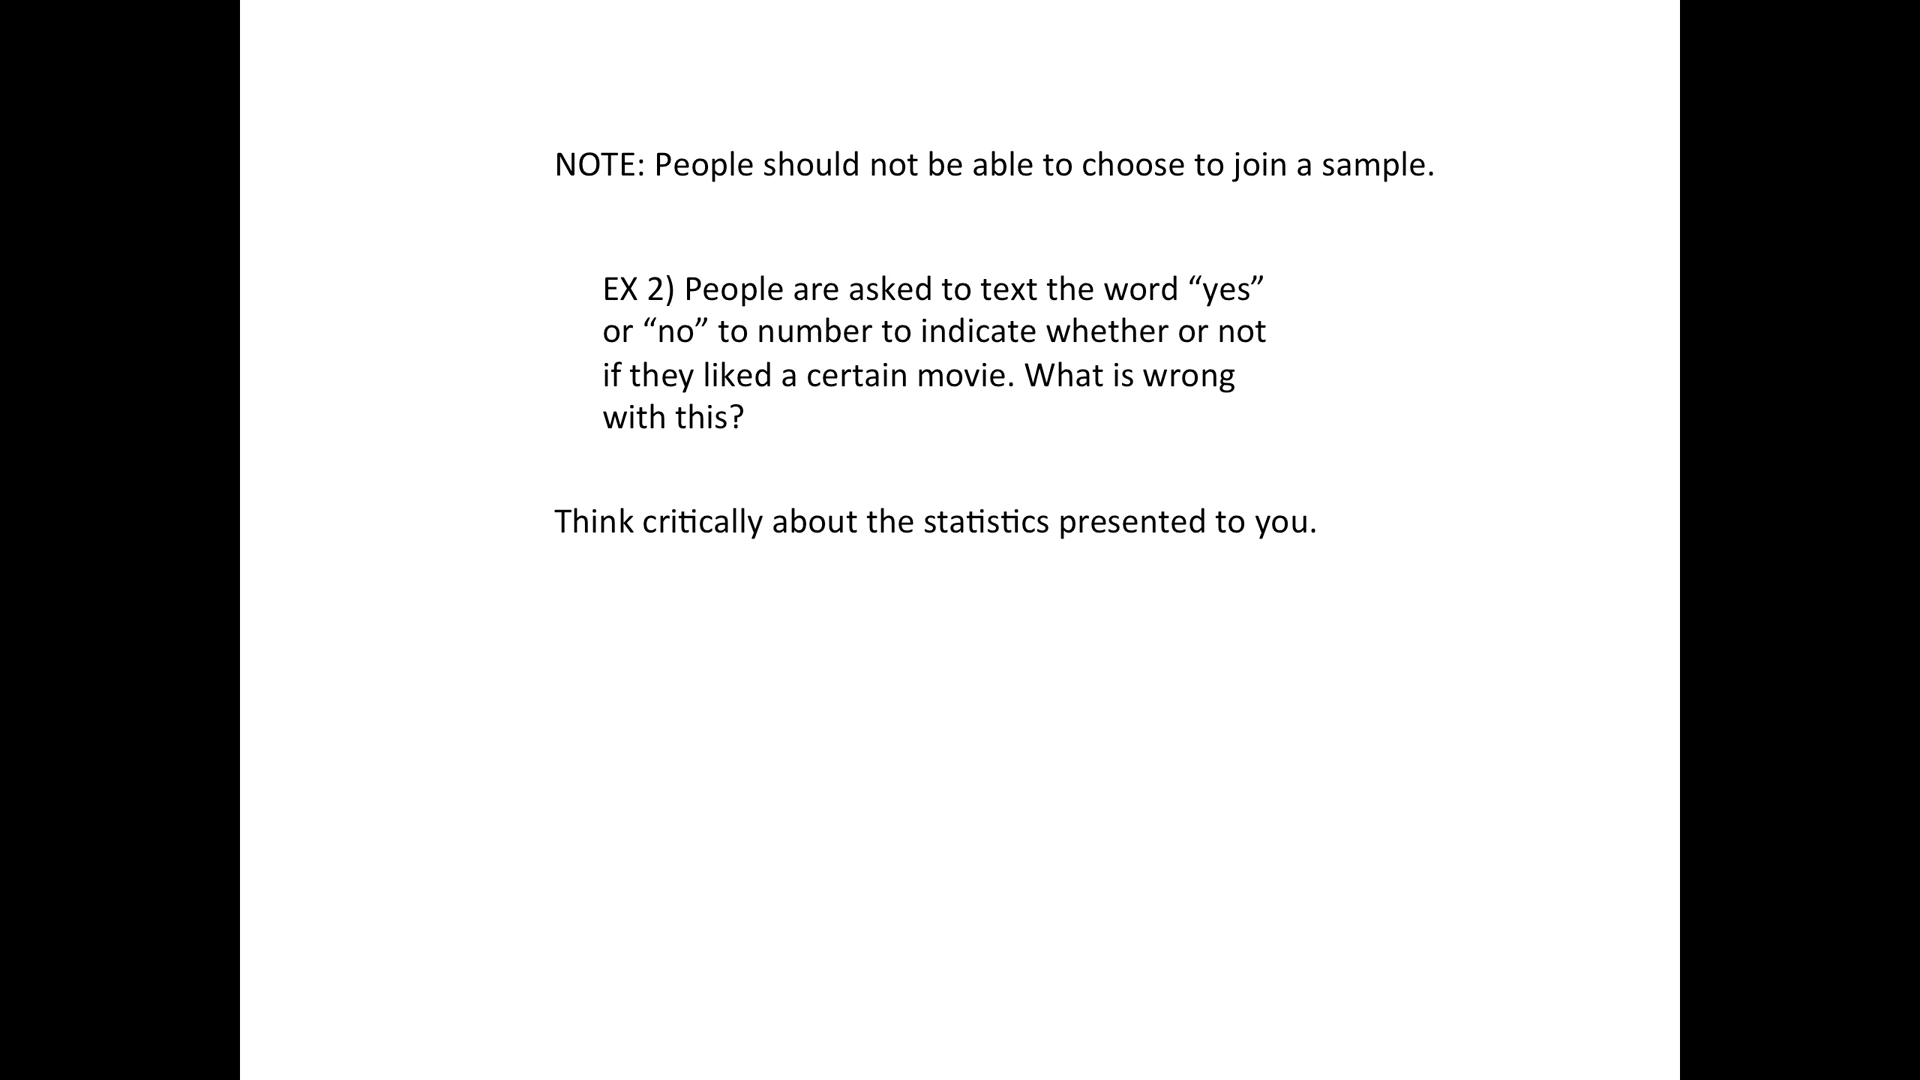 NOTE: People should not be able to choose to join a sample.
EX 2) People are asked to text the word “yes”
or “no” to number to indicate whether or not
if they liked a certain movie. What is wrong
with this?
Think critically about the statistics presented to you.